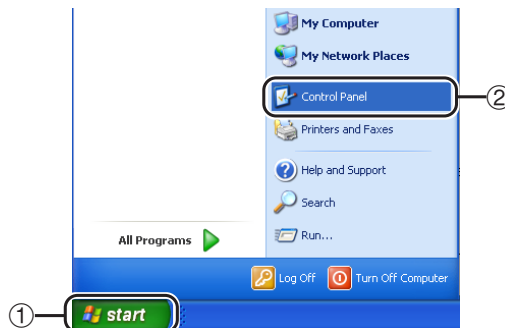 My Computer
My Network Places
Control Panel
②
Printers and Faxes
Help and Support
Search
All Programs
Run...
Log Off
Turn Off Computer
①
start